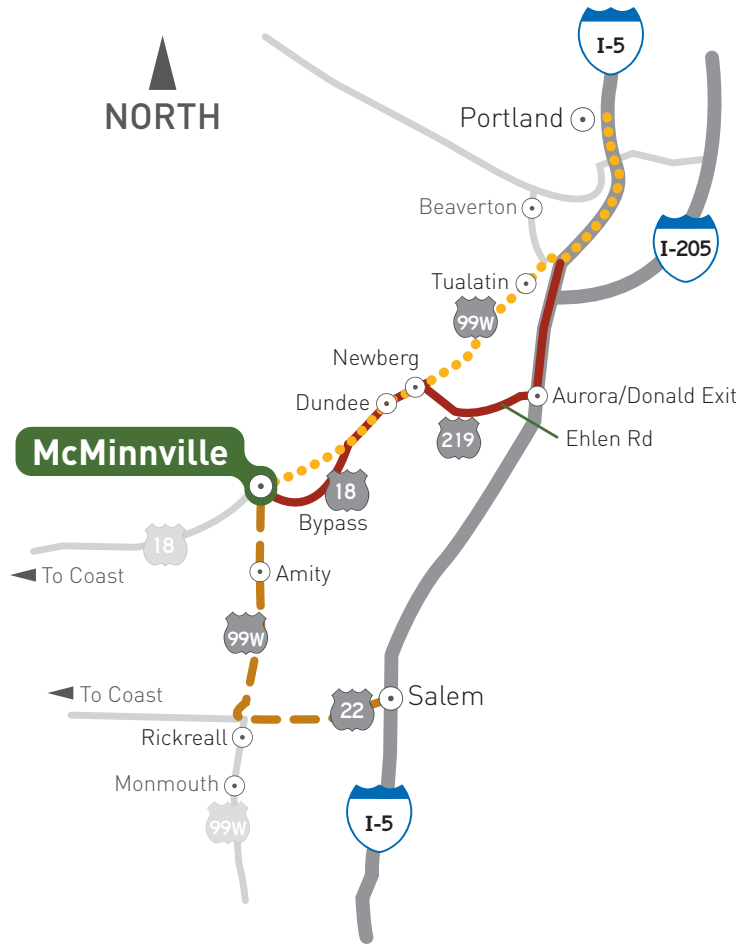 I-5
NORTH
Portland
Beaverton
I-205
Tualatin
99W
Newberg
Dundee
Aurora/Donald Exit
219
Ehlen Rd
McMinnville
18
Bypass
18
To Coast
Amity
99W
To Coast
22
Salem
Rickreall
Monmouth
99W
I-5